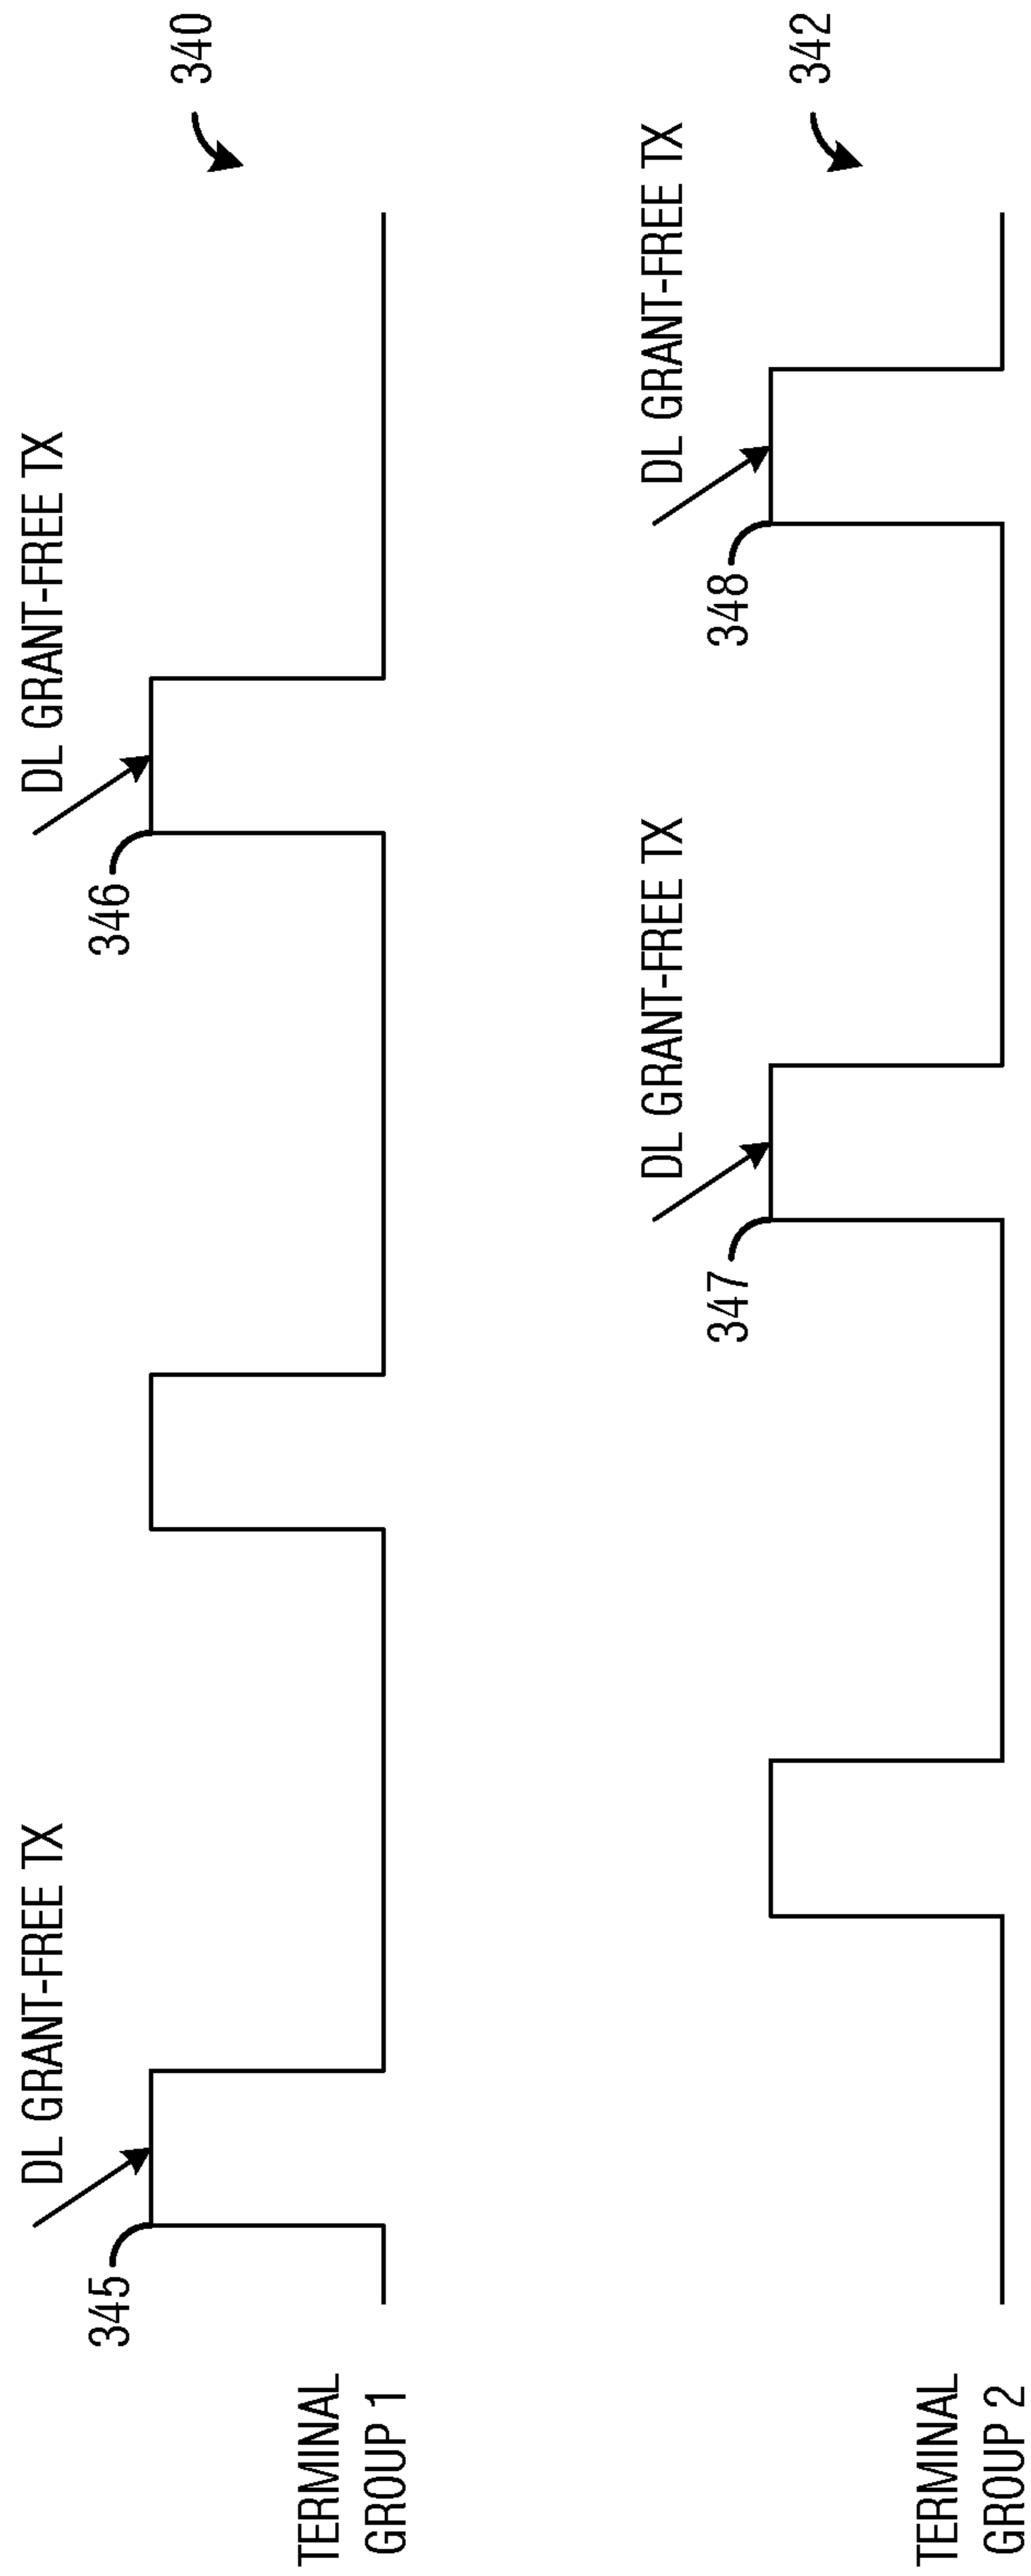 DL GRANT-FREE TX
DL GRANT-FREE TX
340
345
346
TERMINAL
GROUP 1
DL GRANT-FREE TX
DL GRANT-FREE TX
342
347
348
TERMINAL
GROUP 2